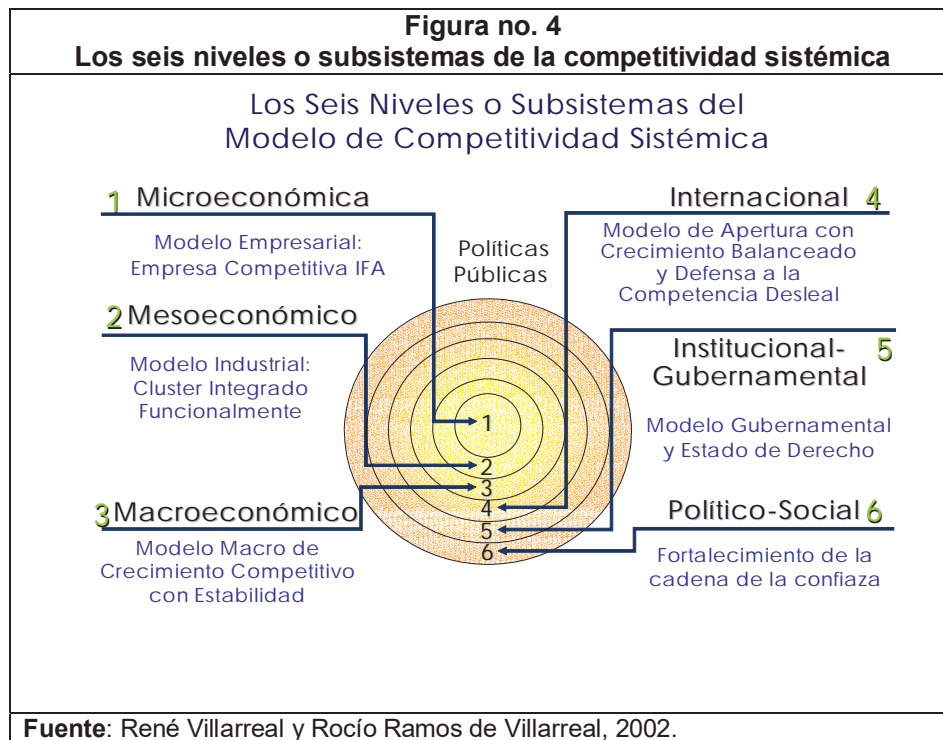 Figura no. 4
Los seis niveles o subsistemas de la competitividad sistémica
Los Seis Niveles o Subsistemas del
Modelo de Competitividad Sistémica
1 Microeconómica
Modelo Empresarial:
Empresa Competitiva IFA
2 Mesoeconómico
Modelo Industrial:
Cluster Integrado
Funcionalmente
3 Macroeconómico
Modelo Macro de
Crecimiento Competitivo
con Estabilidad
Políticas
Públicas
1
2
3
4
5
6
Internacional 4
Modelo de Apertura con
Crecimiento Balanceado
y Defensa a la
Competencia Desleal
Institucional- 5
Gubernamental
Modelo Gubernamental
y Estado de Derecho
Político-Social 6
Fortalecimiento de la
cadena de la confiaza
Fuente: René Villarreal y Rocío Ramos de Villarreal, 2002.